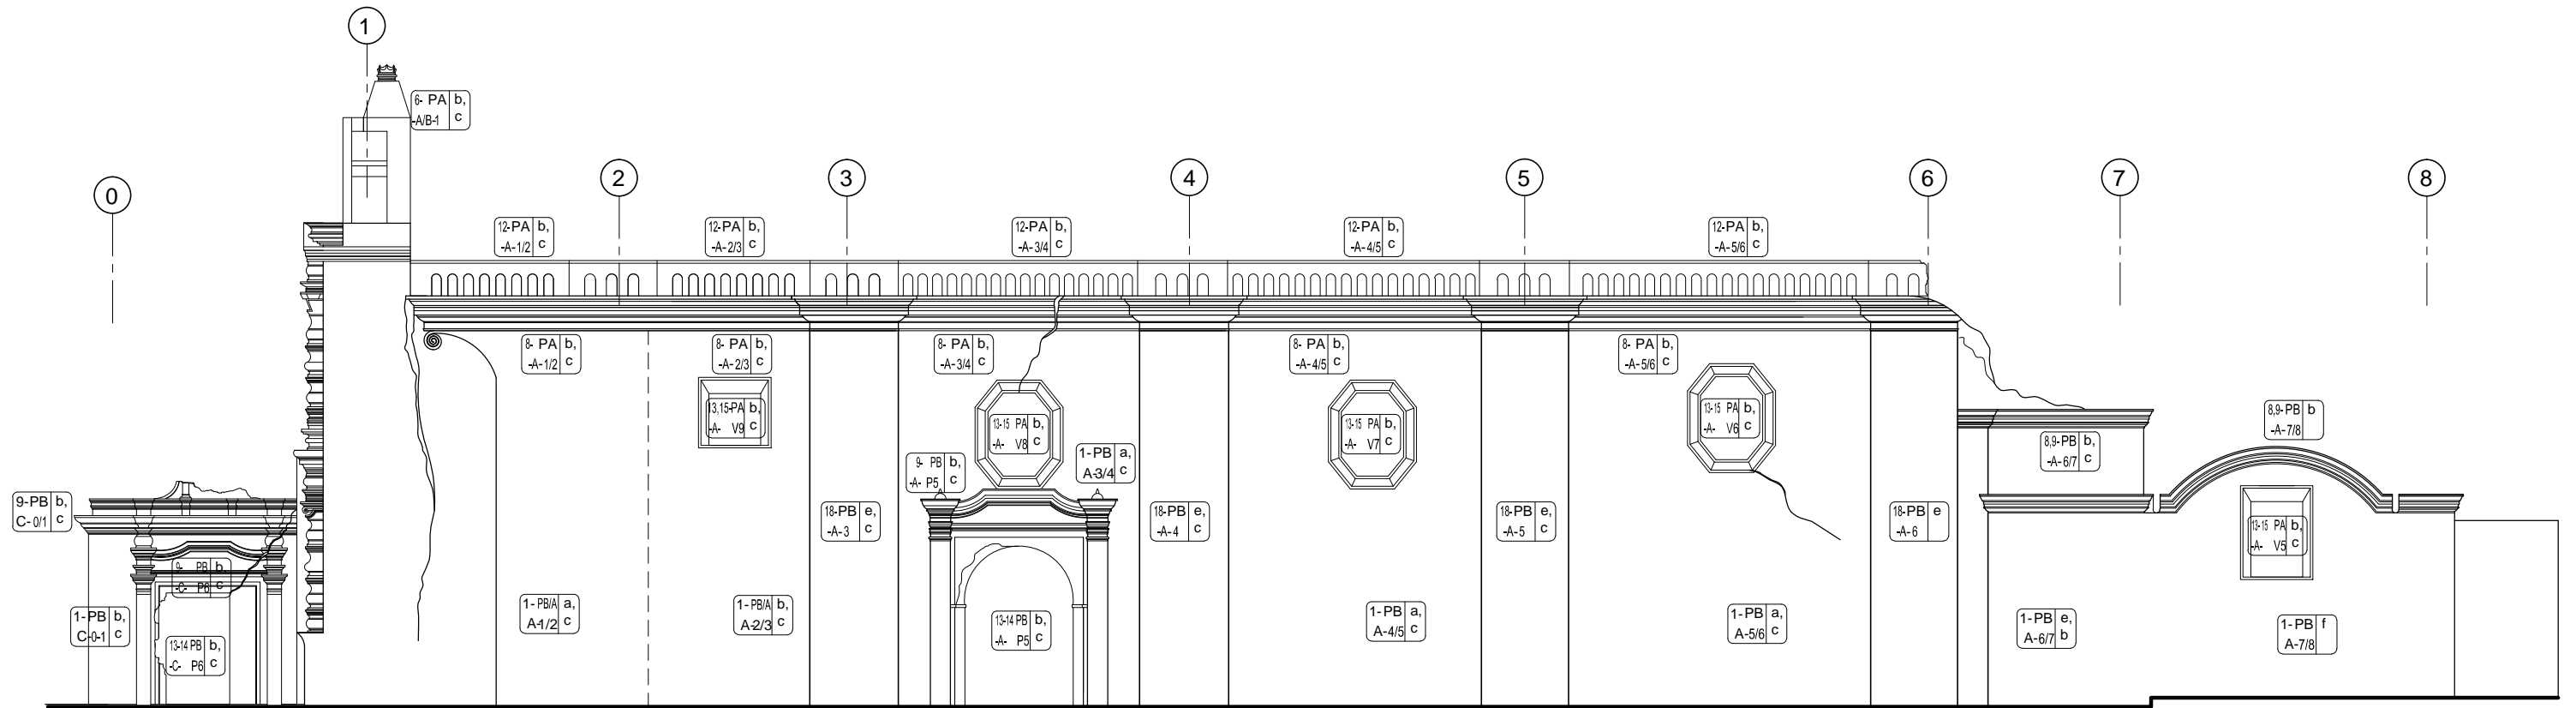 1
6- PA b,
-A/B-1 c
0
2
3
4
5
6
7
8
12-PA b,
-A-1/2 c
12-PA b,
-A-2/3 c
12-PA b,
-A-3/4 c
12-PA b,
-A-4/5 c
12-PA b,
-A-5/6 c
8- PA b,
-A-1/2 c
8- PA b,
-A-2/3 c
8- PA b,
-A-3/4 c
8- PA b,
-A-4/5 c
8- PA b,
-A-5/6 c
13,15-PA b,
-A- V9 c
13-15 PA b,
-A- V8 c
13-15 PA b,
-A- V7 c
13-15 PA b,
-A- V6 c
8,9-PB b
-A-7/8
8,9-PB b,
-A-6/7 c
9- PB b,
-A- P5 c
1-PB a,
A-3/4 c
9-PB b,
C-0/1 c
18-PB e,
-A-3 c
18-PB e,
-A-4 c
18-PB e,
-A-5 c
18-PB e
-A-6
13-15 PA b,
-A- V5 c
9- PB b,
-C- P6 c
1-PB b,
C-0-1 c
13-14 PB b,
-C- P6 c
1-PB/A a,
A-1/2 c
1-PB/A b,
A-2/3 c
13-14 PB b,
-A- P5 c
1-PB a,
A-4/5 c
1-PB a,
A-5/6 c
1-PB e,
A-6/7 b
1-PB f
A-7/8